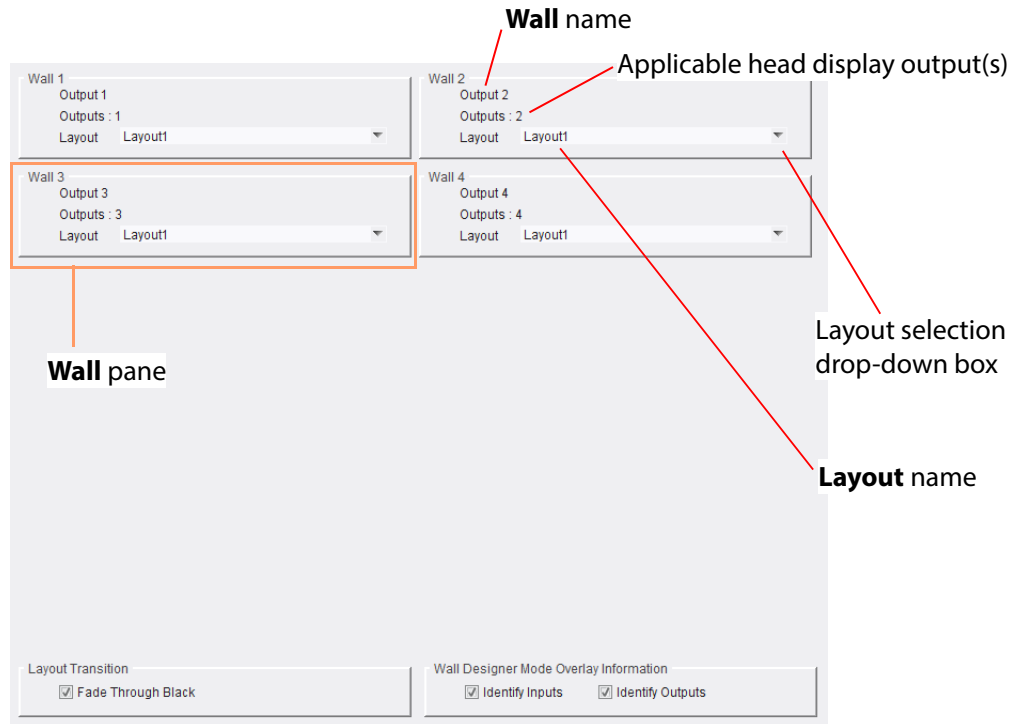 Wall name
Applicable head display output(s)
Wall 1
Output 1
Outputs : 1
Layout Layout1
Wall 2
Output 2
Outputs : 2
Layout Layout1
Wall 3
Output 3
Outputs : 3
Layout Layout1
Wall 4
Output 4
Outputs : 4
Layout Layout1
Layout selection
drop-down box
Wall pane
Layout name
Layout Transition
Fade Through Black
Wall Designer Mode Overlay Information
Identify Inputs Identify Outputs